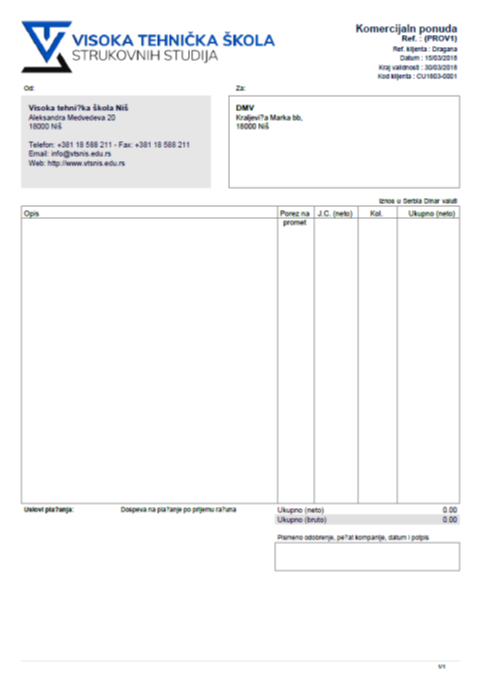 VISOKA TEHNIČKA ŠKOLA
STRUKOVNIH STUDIJA
Komercijaln ponuda
Ref. : (PROV1)
Ref. klijenta : Dragana
Datum : 15/03/2018
Kraj validnosti : 30/03/2018
Kod klijenta : CU1803-0001
Od:
Visoka tehni?ka škola Niš
Aleksandra Medvedeva 20
18000 Niš
Telefon: +381 18 588 211 - Fax: +381 18 588 211
Email: info@vtsnis.edu.rs
Web: http://www.vtsnis.edu.rs
Za:
DMV
Kraljevi?a Marka bb,
18000 Niš
Iznos u Serbia Dinar valuti
Opis Porez na promet J.C. (neto) Kol. Ukupno (neto)
Uslovi pla?anja: Dospeva na pla?anje po prijemu ra?una
Ukupno (neto) 0.00
Ukupno (bruto) 0.00
Pismeno odobrenje, pe?at kompanije, datum i potpis
1/1